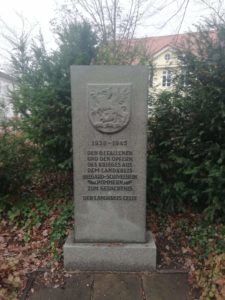 1939 - 1945
DEN GEFALLENEN
UND DEN OPFERN
DES KRIEGES AUS
DEM LANDKREIS
BELGARD-SCHIVELBEIN
POMMERN
ZUM GEDÄCHTNIS
DER LANDKREIS CELLE